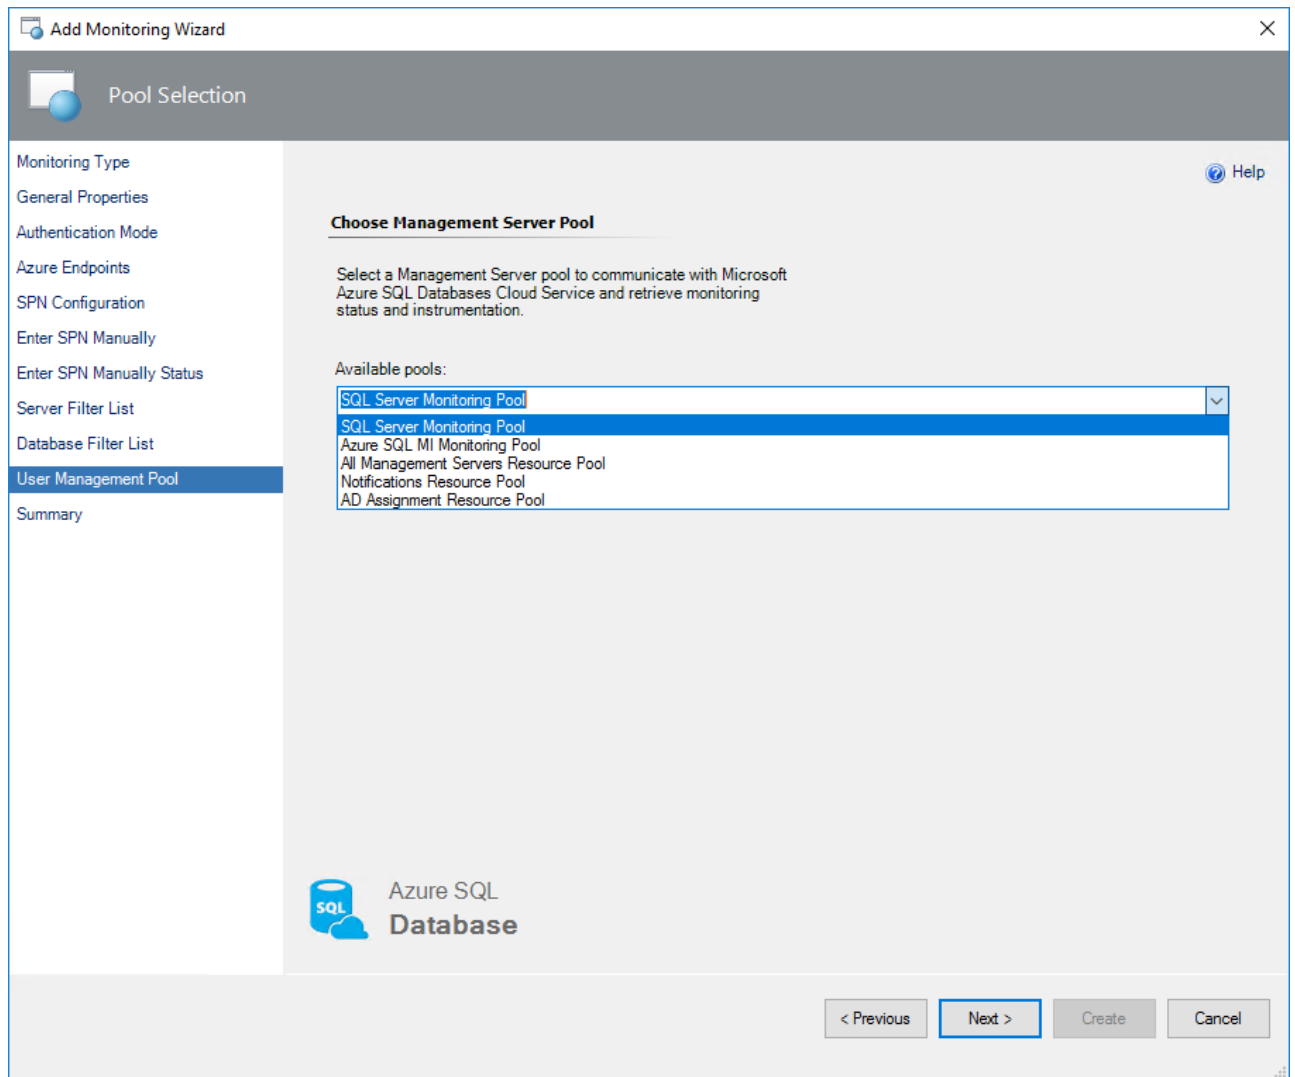 Add Monitoring Wizard
Pool Selection
Monitoring Type
General Properties
Authentication Mode
Azure Endpoints
SPN Configuration
Enter SPN Manually
Enter SPN Manually Status
Server Filter List
Database Filter List
User Management Pool
Summary
Help
Choose Management Server Pool
Select a Management Server pool to communicate with Microsoft
Azure SQL Databases Cloud Service and retrieve monitoring
status and instrumentation.
Available pools:
SQL Server Monitoring Pool
SQL Server Monitoring Pool
Azure SQL MI Monitoring Pool
All Management Servers Resource Pool
Notifications Resource Pool
AD Assignment Resource Pool
SQL
Azure SQL
Database
< Previous
Next >
Create
Cancel